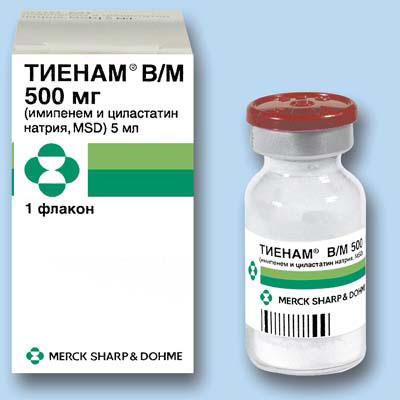 ТИЕНАМ® В/М
500 мг
(имипенем и циластатин
натрия, MSD) 5 мл
1 флакон
MERCK SHARP & DOHME
ТИЕНАМ® В/М 500
(имипенем и циластатин натрия, MSD)
MERCK SHARP & DOHME